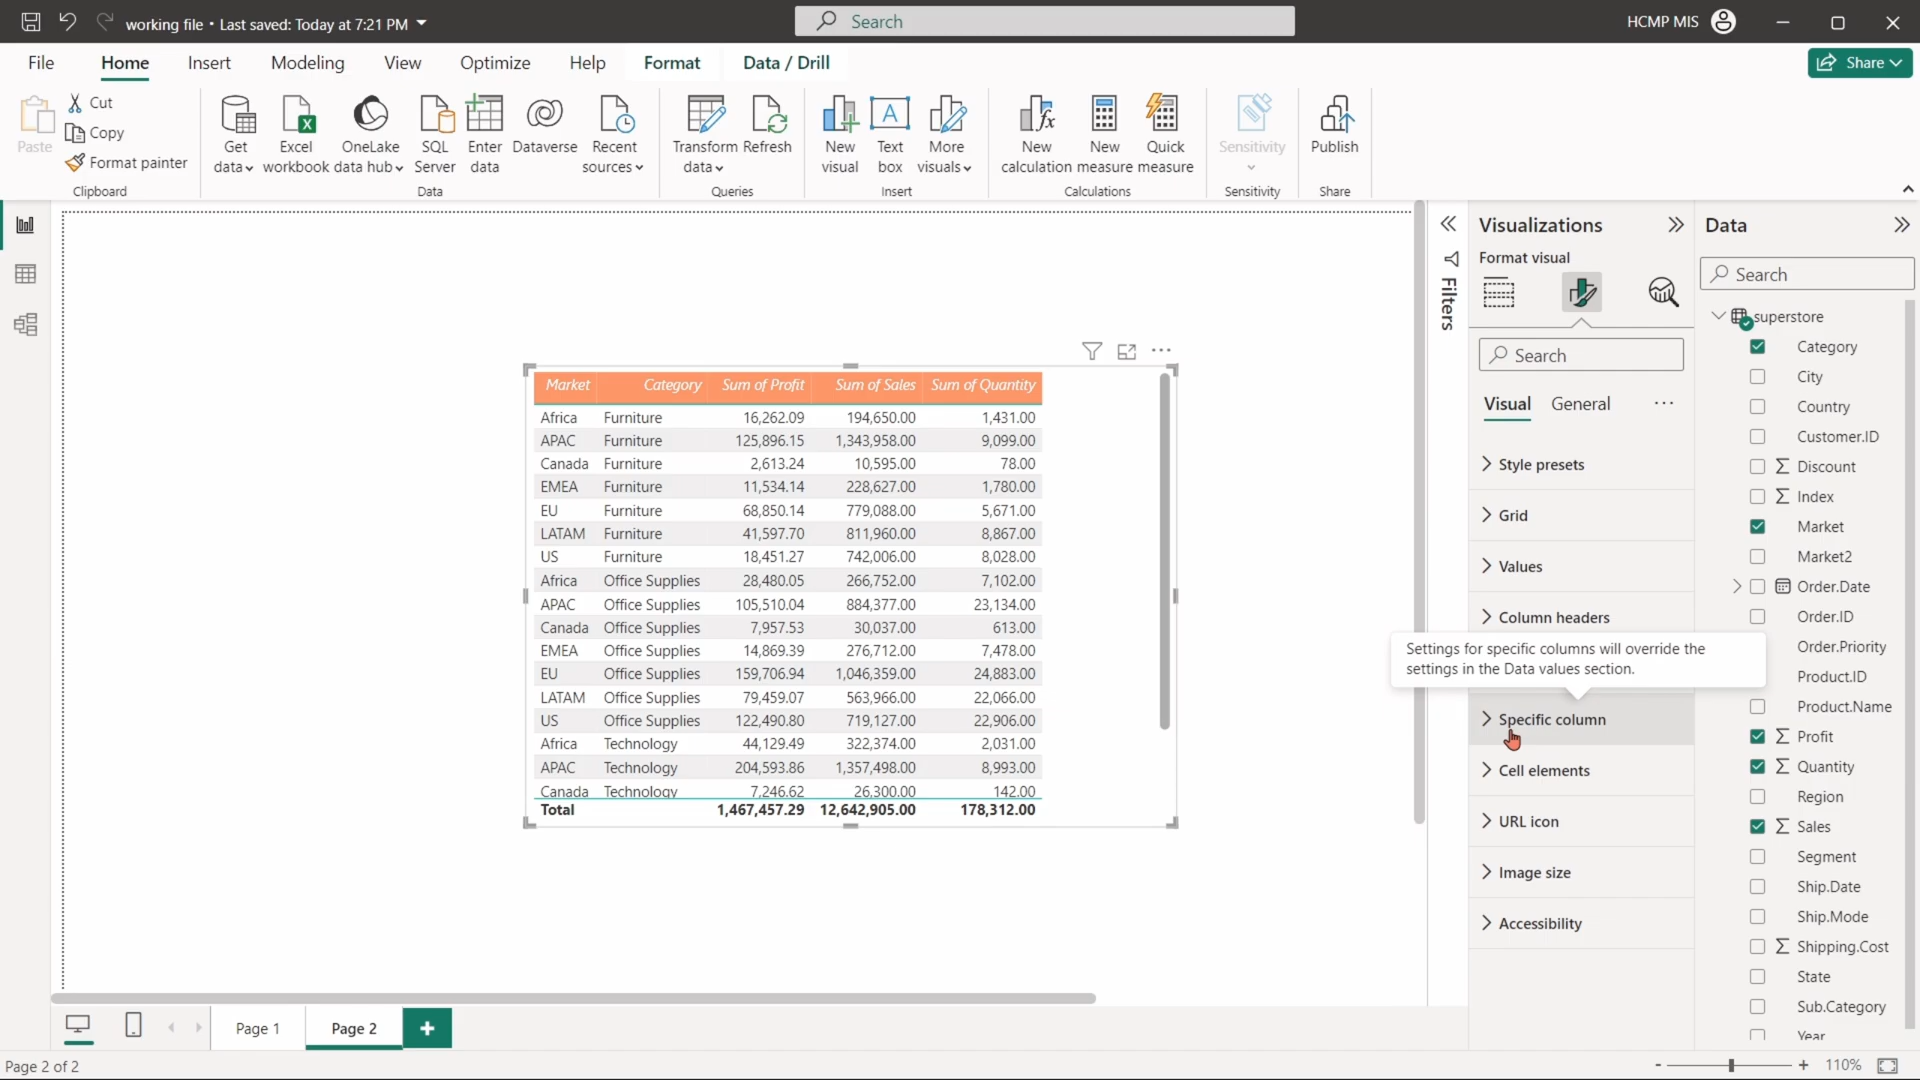 working file • Last saved: Today at 7:21 PM
Search
HCMP MIS
File
Home
Insert
Modeling
View
Optimize
Help
Format
Data / Drill
Share
Paste
Cut
Copy
Format painter
Clipboard
Get data
Excel workbook
OneLake data hub
SQL Server
Enter data
Dataverse
Recent sources
Data
Transform data
Refresh
Queries
New visual
Text box
More visuals
Insert
New calculation
New measure
Quick measure
Calculations
Sensitivity
Sensitivity
Publish
Share
Market Category Sum of Profit Sum of Sales Sum of Quantity
Africa Furniture 16,262.09 194,650.00 1,431.00
APAC Furniture 125,896.15 1,343,958.00 9,099.00
Canada Furniture 2,613.24 10,595.00 78.00
EMEA Furniture 11,534.14 228,627.00 1,780.00
EU Furniture 68,850.14 779,088.00 5,671.00
LATAM Furniture 41,597.70 811,960.00 8,867.00
US Furniture 18,451.27 742,006.00 8,028.00
Africa Office Supplies 28,480.05 266,752.00 7,102.00
APAC Office Supplies 105,510.04 884,377.00 23,134.00
Canada Office Supplies 7,957.53 30,037.00 613.00
EMEA Office Supplies 14,869.39 276,712.00 7,478.00
EU Office Supplies 159,706.94 1,046,359.00 24,883.00
LATAM Office Supplies 79,459.07 563,966.00 22,066.00
US Office Supplies 122,490.80 719,127.00 22,906.00
Africa Technology 44,129.49 322,374.00 2,031.00
APAC Technology 204,593.86 1,357,498.00 8,993.00
Canada Technology 7,246.62 26,300.00 142.00
Total 1,467,457.29 12,642,905.00 178,312.00
Filters
Visualizations
Format visual
Search
Visual
General
Style presets
Grid
Values
Column headers
Settings for specific columns will override the
settings in the Data values section.
Specific column
Cell elements
URL icon
Image size
Accessibility
Data
Search
superstore
Category
City
Country
Customer.ID
Discount
Index
Market
Market2
Order.Date
Order.ID
Order.Priority
Product.ID
Product.Name
Profit
Quantity
Region
Sales
Segment
Ship.Date
Ship.Mode
Shipping.Cost
State
Sub.Category
Year
Page 1
Page 2
Page 2 of 2
110%